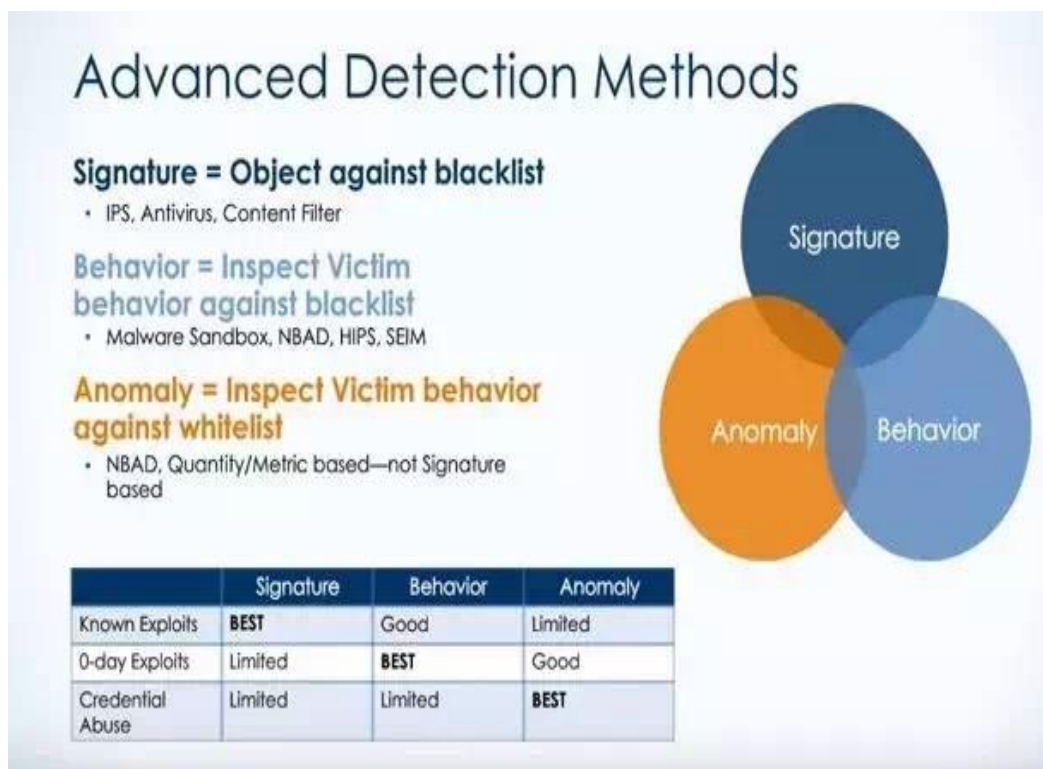 Advanced Detection Methods
Signature = Object against blacklist
• IPS, Antivirus, Content Filter
Behavior = Inspect Victim
behavior against blacklist
• Malware Sandbox, NBAD, HIPS, SEIM
Anomaly = Inspect Victim behavior
against whitelist
• NBAD, Quantity/Metric based—not Signature
based
Signature
Anomaly
Behavior
Signature Behavior Anomaly
Known Exploits BEST Good Limited
0-day Exploits Limited BEST Good
Credential
Abuse Limited Limited BEST